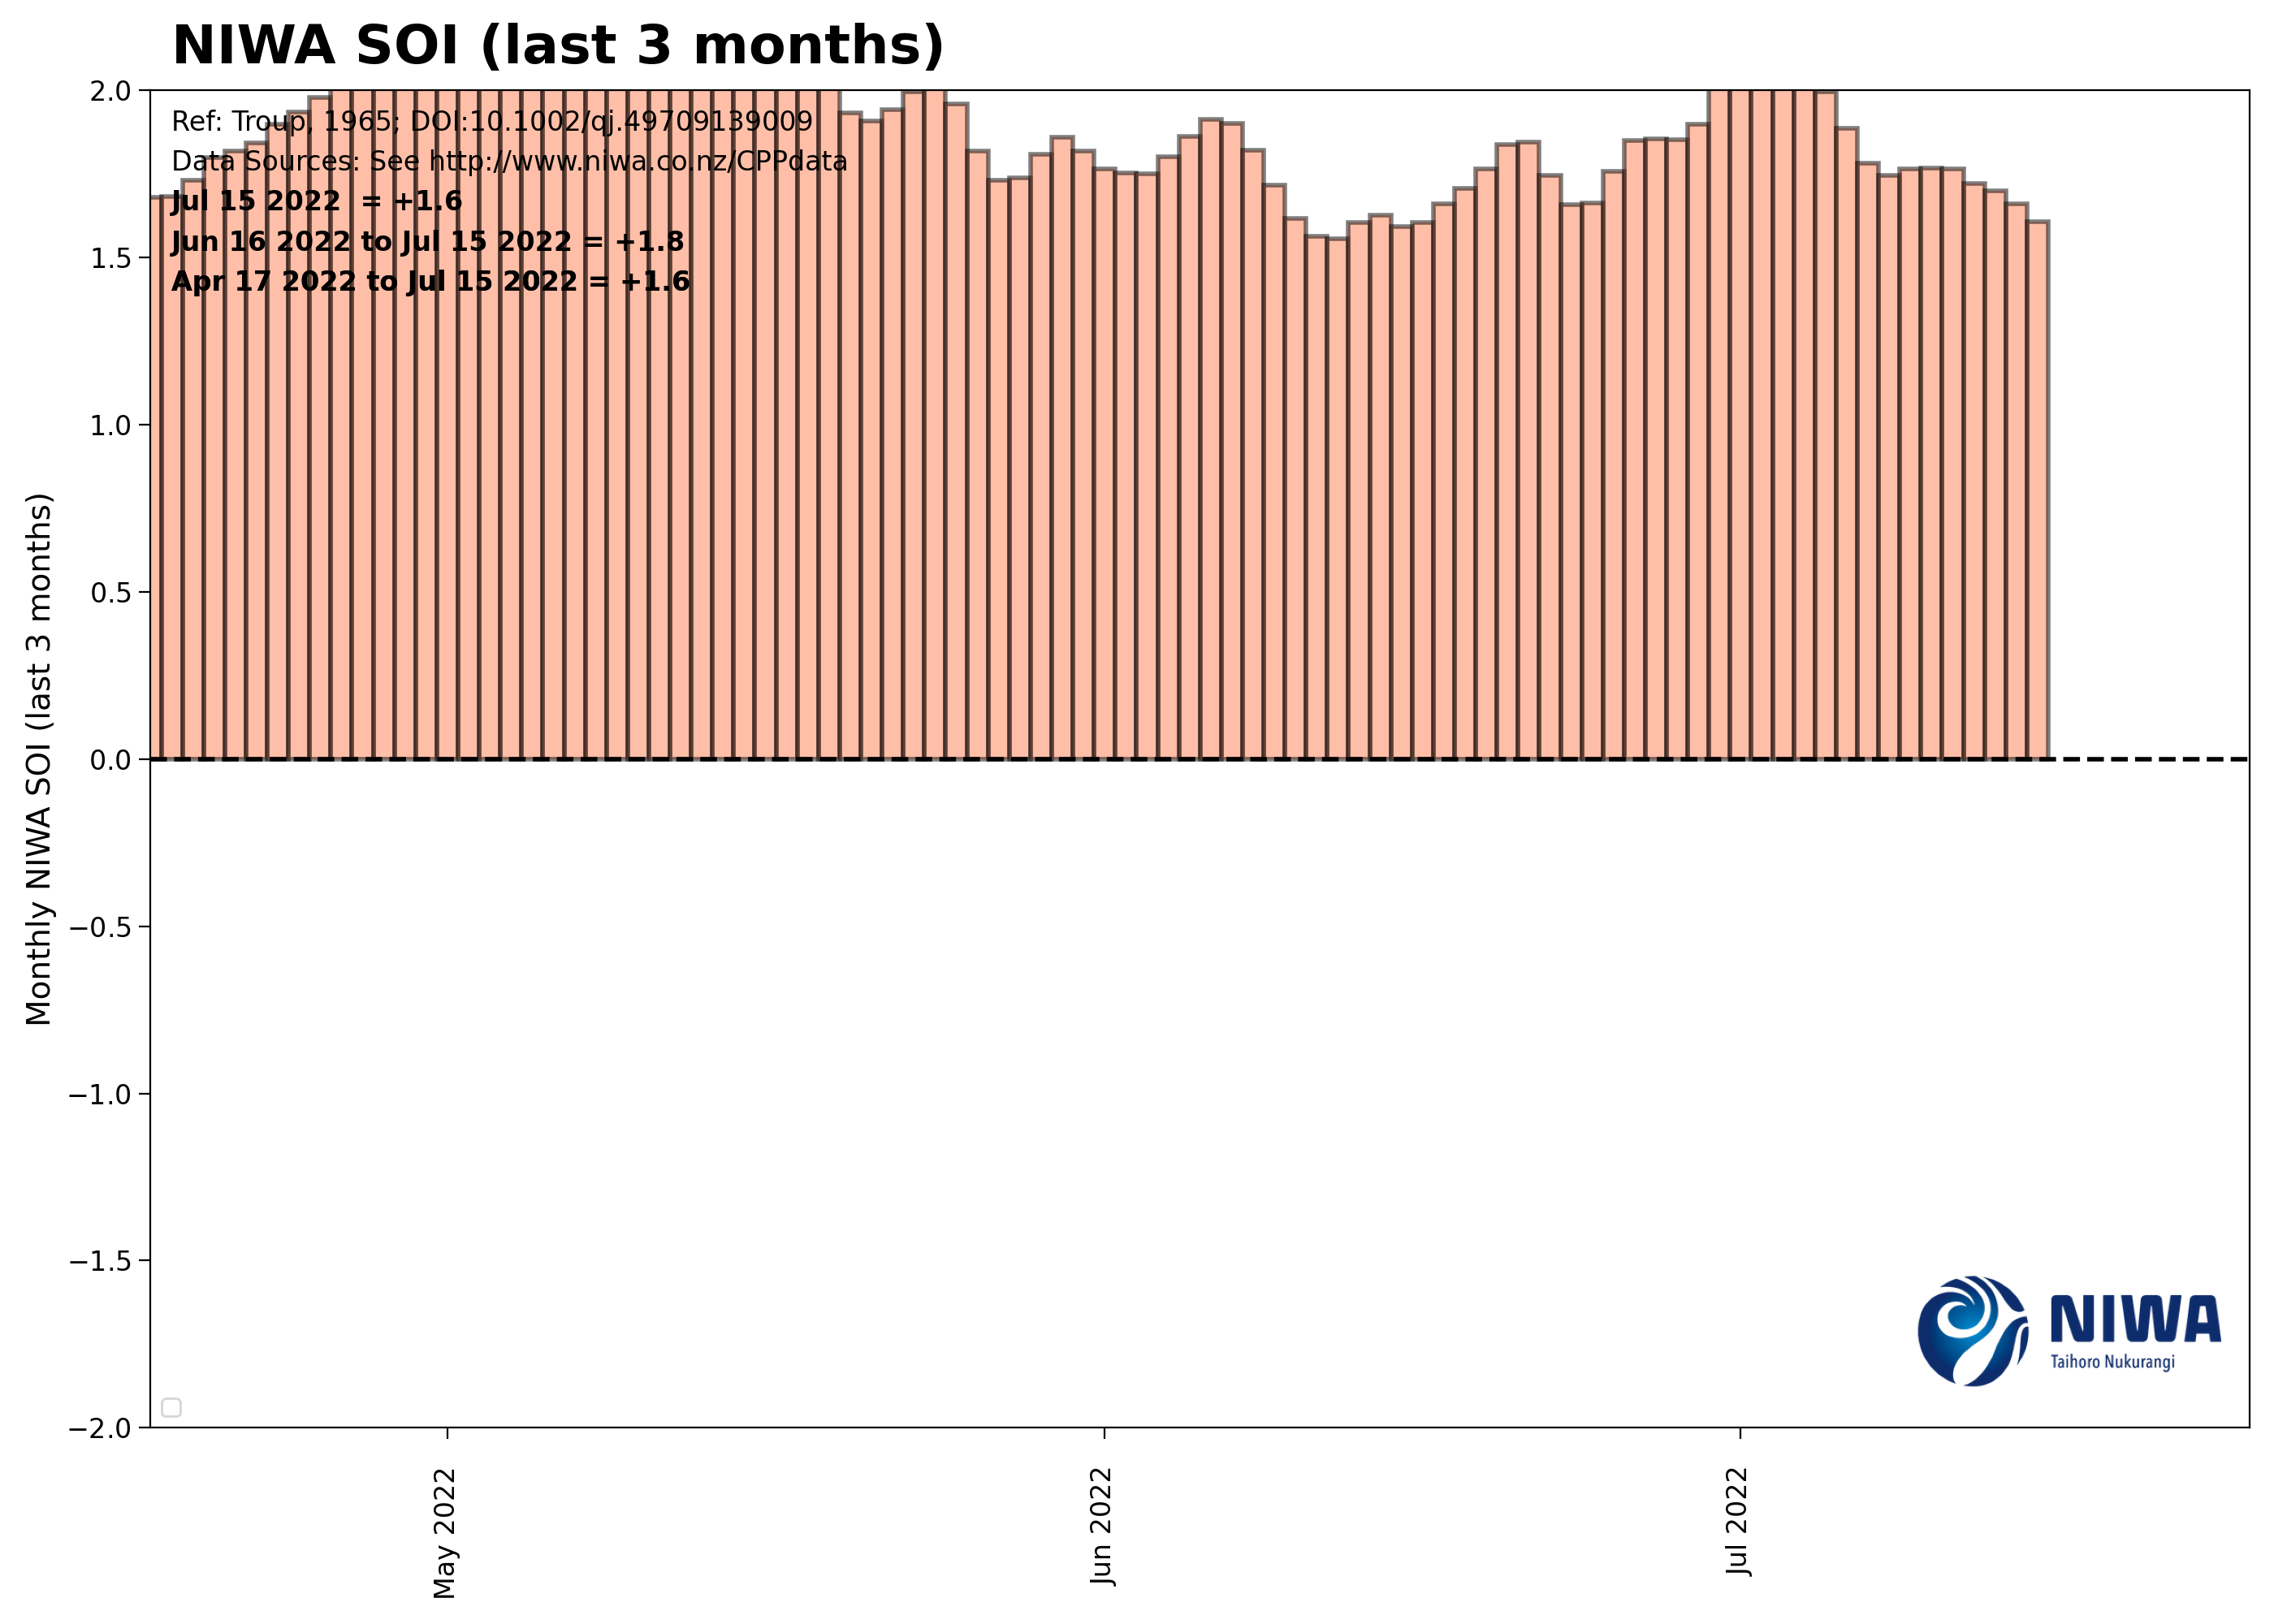 NIWA SOI (last 3 months)
Ref: Troup, 1965; DOI:10.1002/qj.49709139009
Data Sources: See http://www.niwa.co.nz/CPPdata
Jul 15 2022  = +1.6
Jun 16 2022 to Jul 15 2022 = +1.8
Apr 17 2022 to Jul 15 2022 = +1.6
Monthly NIWA SOI (last 3 months)
2.0
1.5
1.0
0.5
0.0
−0.5
−1.0
−1.5
−2.0
May 2022
Jun 2022
Jul 2022
NIWA
Taihoro Nukurangi